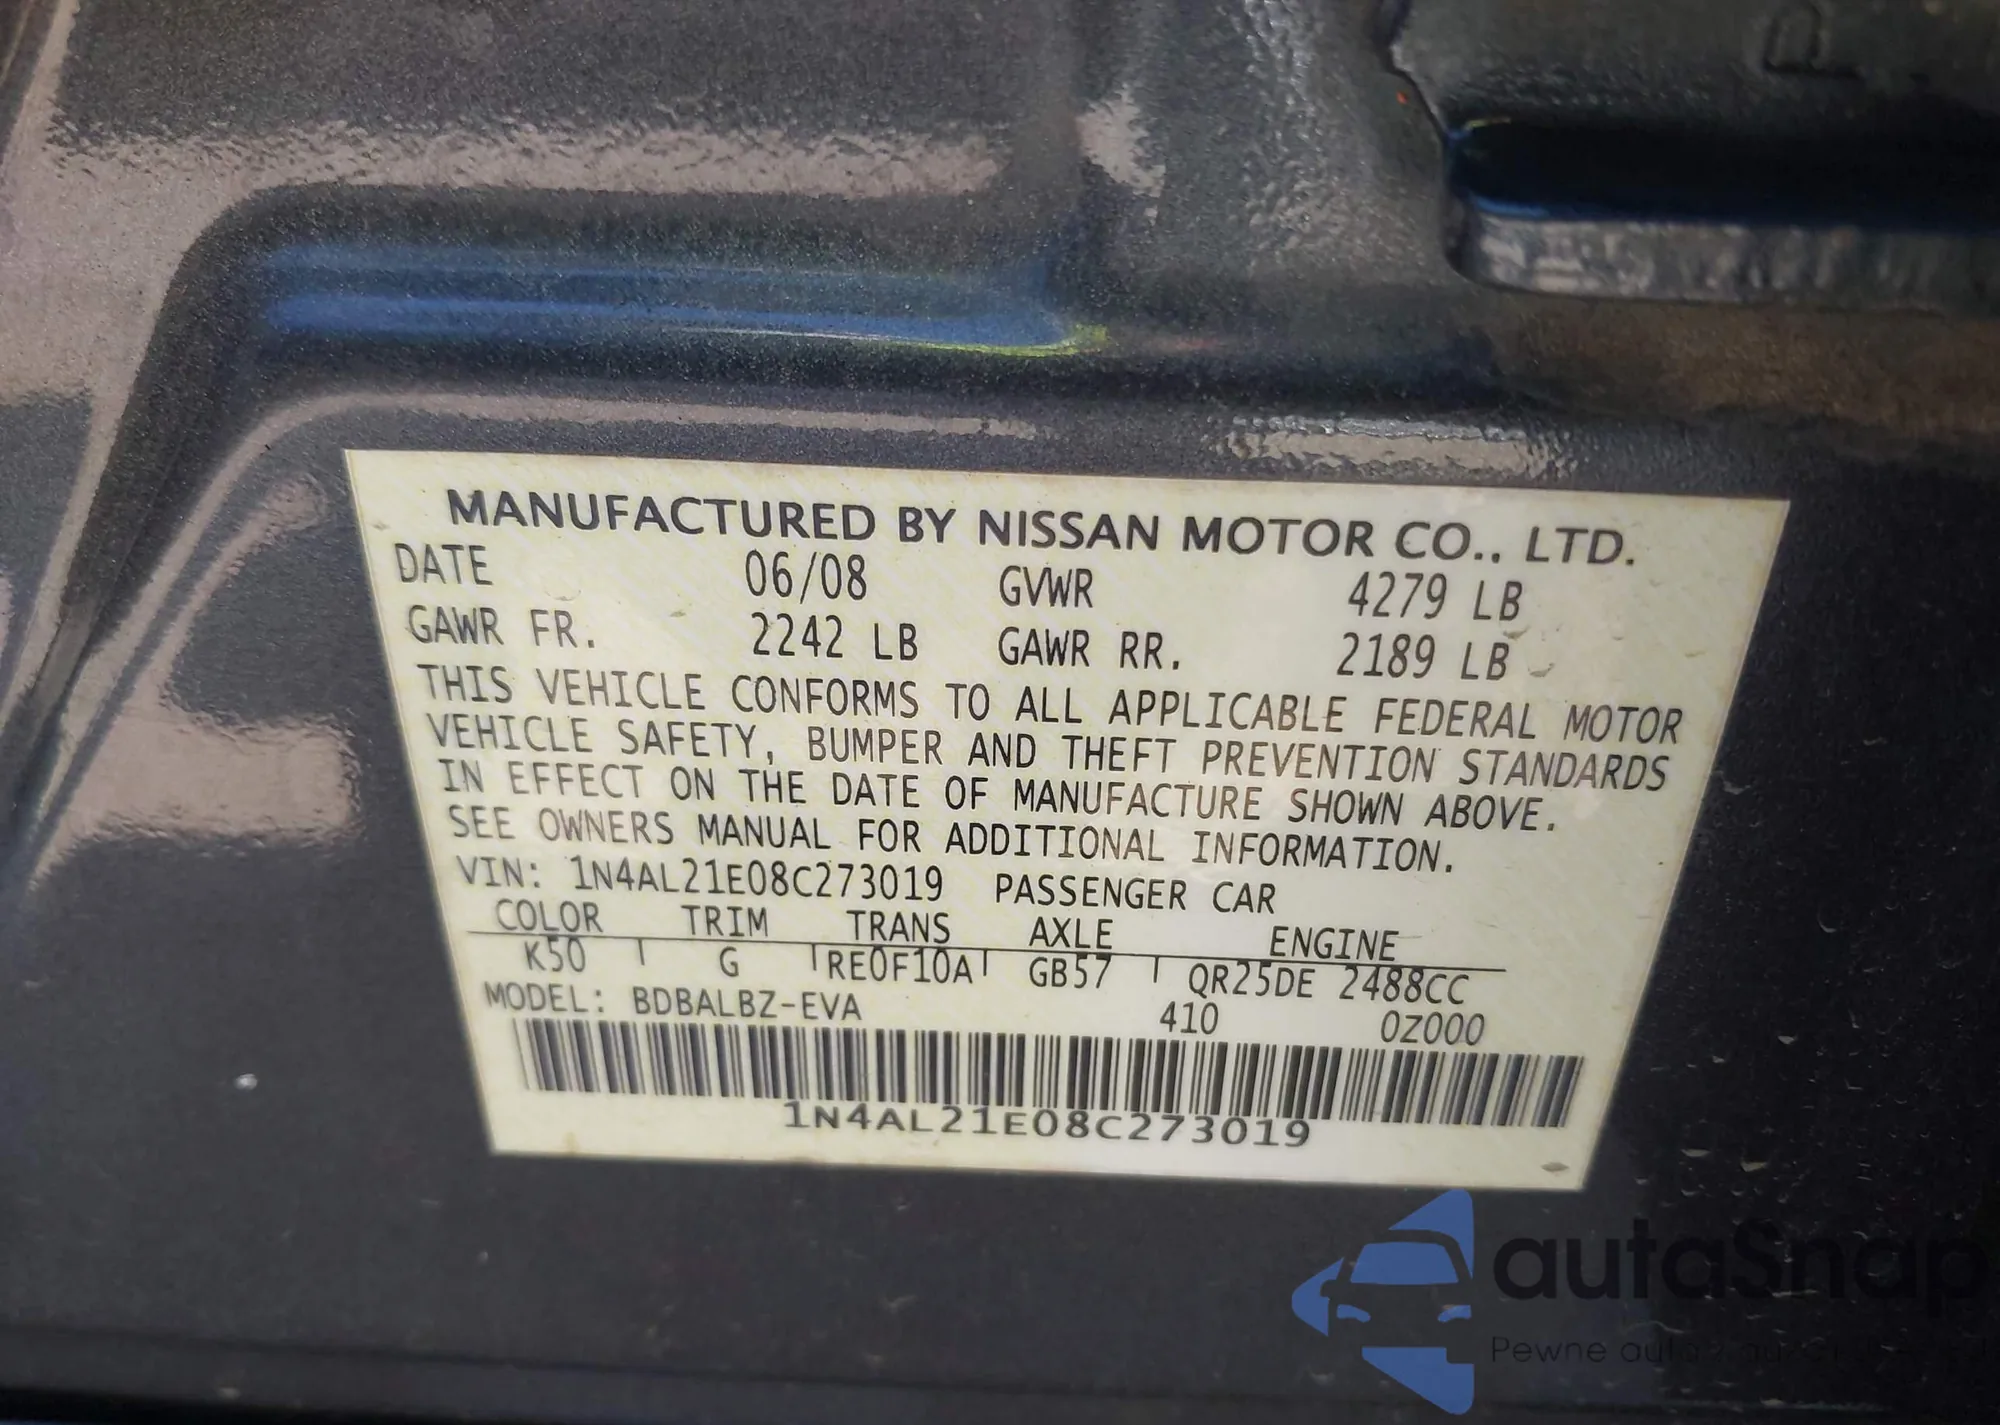 MANUFACTURED BY NISSAN MOTOR CO.. LTD.
DATE 06/08 GVWR 4279 LB
GAWR FR. 2242 LB GAWR RR. 2189 LB
THIS VEHICLE CONFORMS TO ALL APPLICABLE FEDERAL MOTOR
VEHICLE SAFETY, BUMPER AND THEFT PREVENTION STANDARDS
IN EFFECT ON THE DATE OF MANUFACTURE SHOWN ABOVE.
SEE OWNERS MANUAL FOR ADDITIONAL INFORMATION.
VIN: 1N4AL21E08C273019 PASSENGER CAR
COLOR TRIM TRANS AXLE ENGINE
K50 G RE0F10A GB57 QR25DE 2488CC
MODEL: BDBALBZ-EVA 410 0Z000
1N4AL21E08C273019
autaSnap
Pewne auta